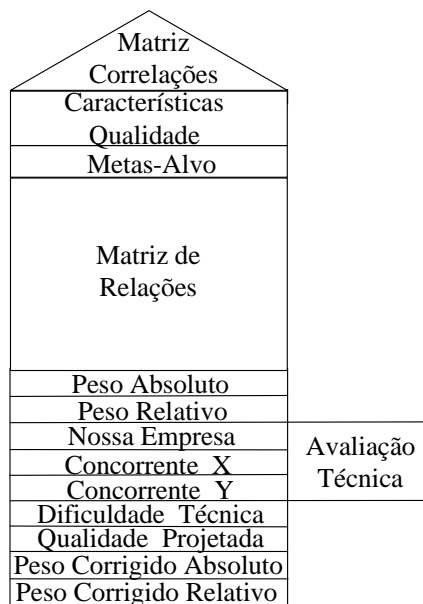 Matriz
Correlações
Características
Qualidade
Metas-Alvo
Matriz de
Relações
Peso Absoluto
Peso Relativo
Nossa Empresa
Concorrente X
Concorrente Y
Avaliação
Técnica
Dificuldade Técnica
Qualidade Projetada
Peso Corrigido Absoluto
Peso Corrigido Relativo